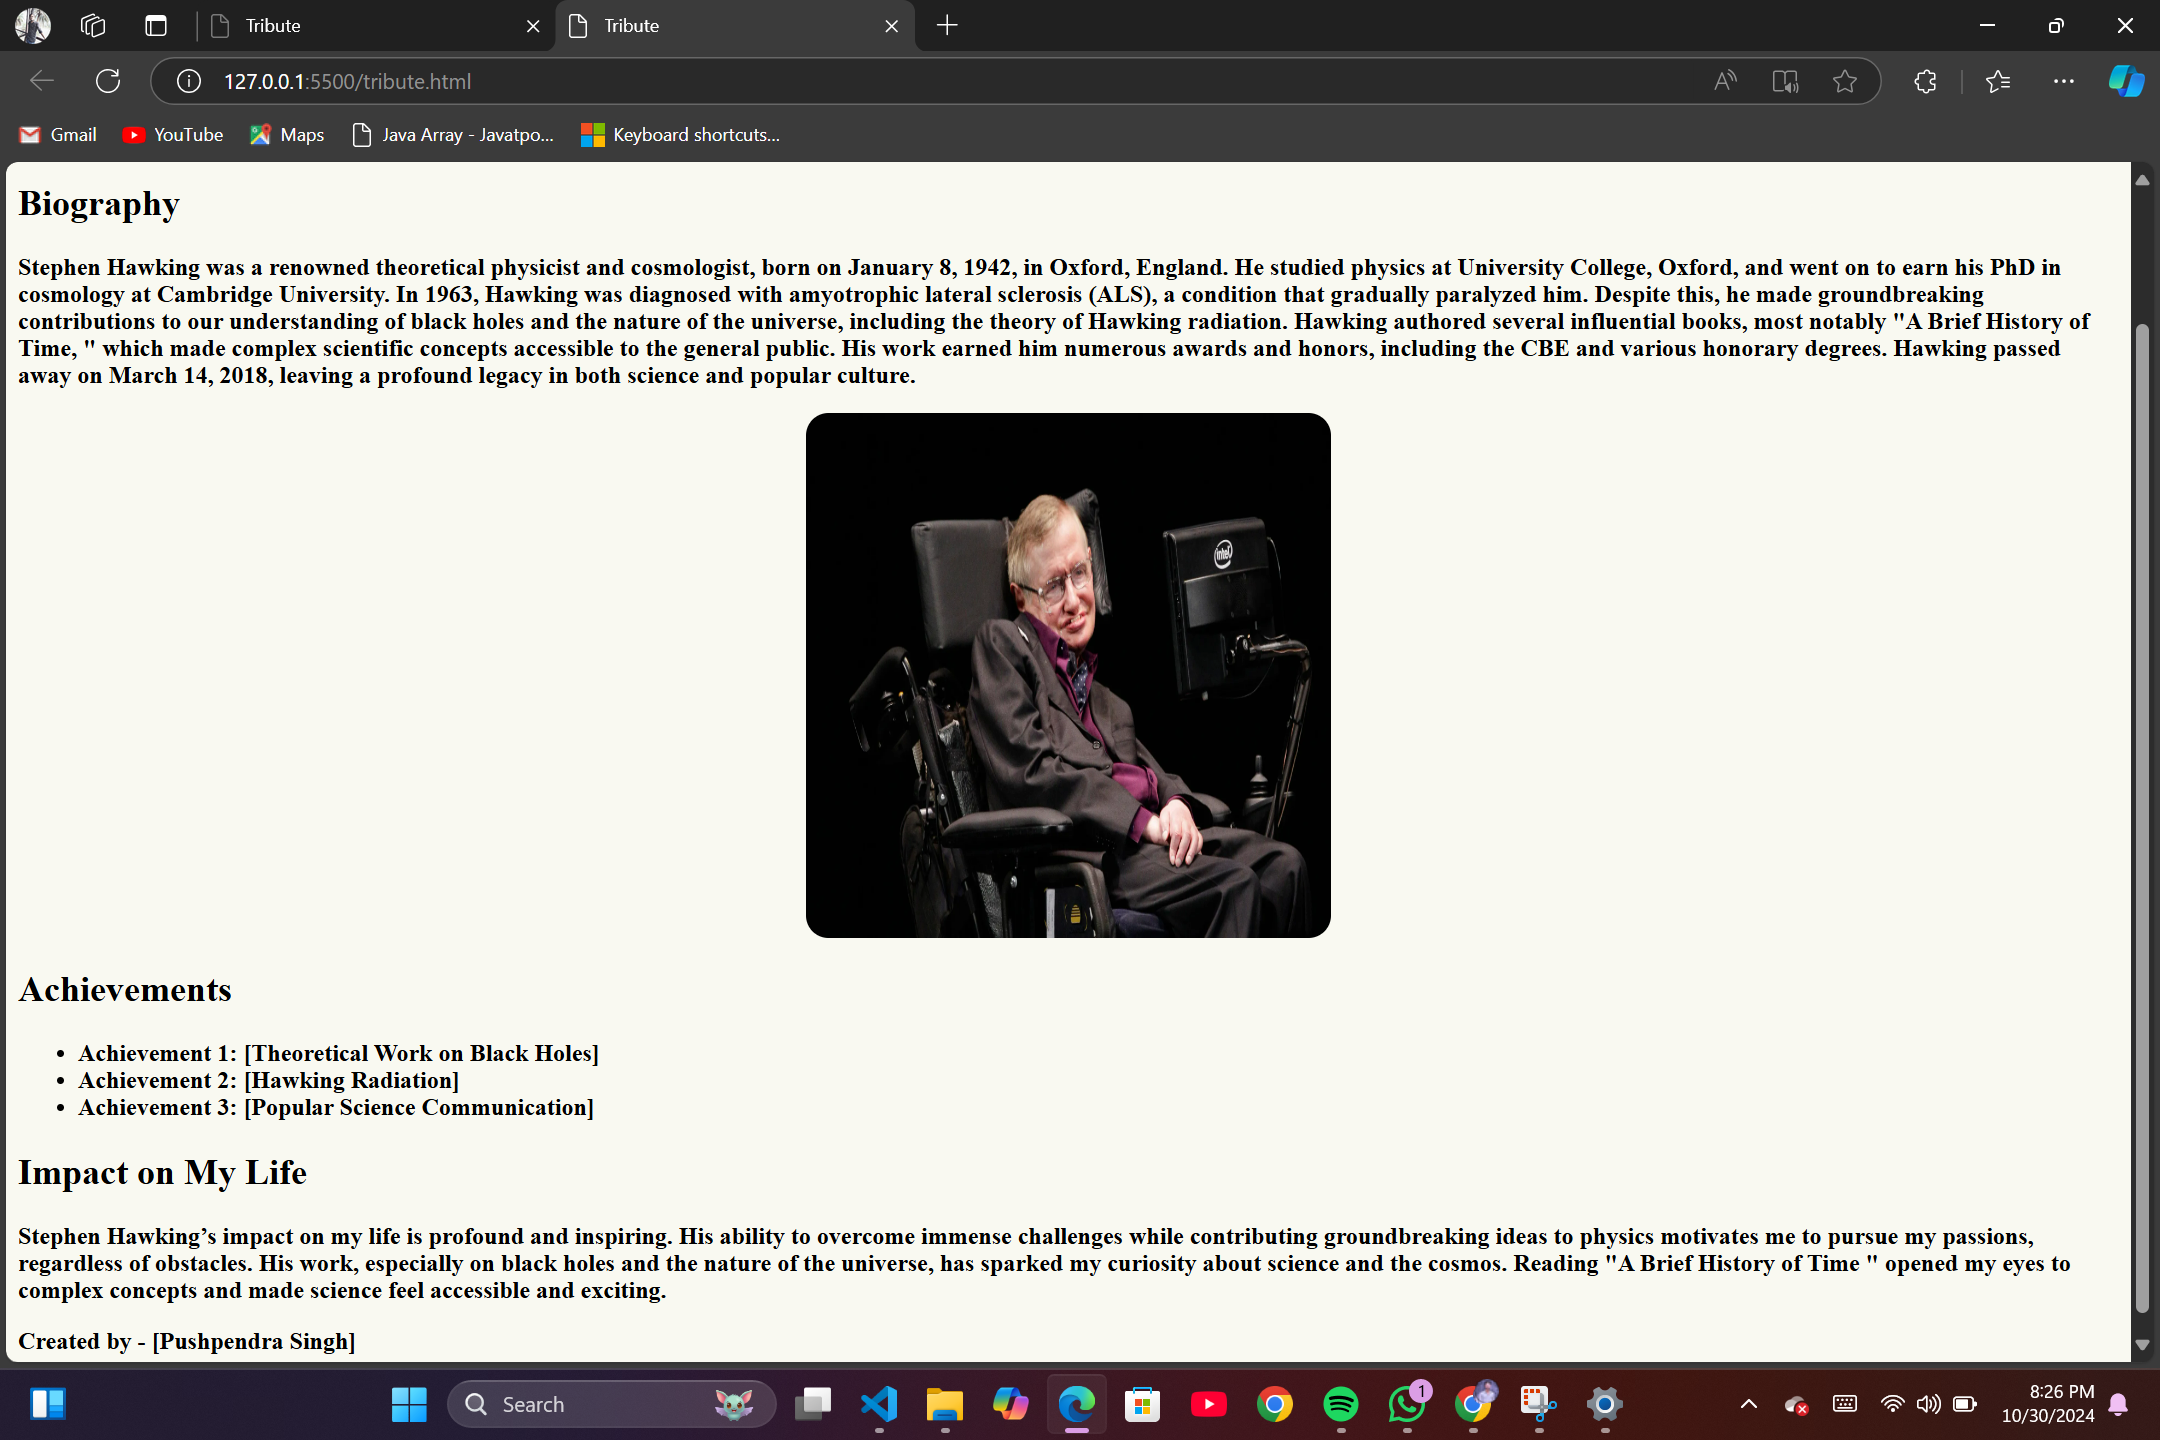 Tribute
Tribute
127.0.0.1:5500/tribute.html
Gmail
YouTube
Maps
Java Array - Javatpo...
Keyboard shortcuts...
Biography
Stephen Hawking was a renowned theoretical physicist and cosmologist, born on January 8, 1942, in Oxford, England. He studied physics at University College, Oxford, and went on to earn his PhD in
cosmology at Cambridge University. In 1963, Hawking was diagnosed with amyotrophic lateral sclerosis (ALS), a condition that gradually paralyzed him. Despite this, he made groundbreaking
contributions to our understanding of black holes and the nature of the universe, including the theory of Hawking radiation. Hawking authored several influential books, most notably "A Brief History of
Time, " which made complex scientific concepts accessible to the general public. His work earned him numerous awards and honors, including the CBE and various honorary degrees. Hawking passed
away on March 14, 2018, leaving a profound legacy in both science and popular culture.
intel
Achievements
• Achievement 1: [Theoretical Work on Black Holes]
• Achievement 2: [Hawking Radiation]
• Achievement 3: [Popular Science Communication]
Impact on My Life
Stephen Hawking’s impact on my life is profound and inspiring. His ability to overcome immense challenges while contributing groundbreaking ideas to physics motivates me to pursue my passions,
regardless of obstacles. His work, especially on black holes and the nature of the universe, has sparked my curiosity about science and the cosmos. Reading "A Brief History of Time " opened my eyes to
complex concepts and made science feel accessible and exciting.
Created by - [Pushpendra Singh]
Search
1
8:26 PM
10/30/2024